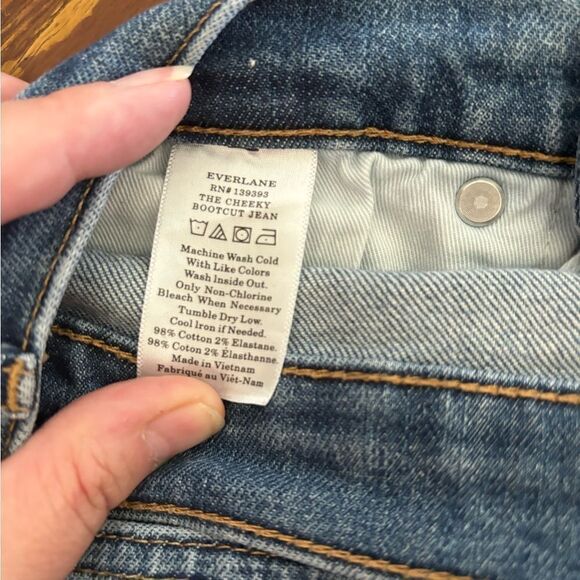 EVERLANE
RN# 139393
THE CHEEKY
BOOTCUT JEAN
Machine Wash Cold
With Like Colors
Wash Inside Out.
Only Non-Chlorine
Bleach When Necessary
Tumble Dry Low.
Cool Iron if Needed.
98% Cotton 2% Elastane.
98% Cotton 2% Élasthanne.
Made in Vietnam
Fabriqué au Viêt-Nam